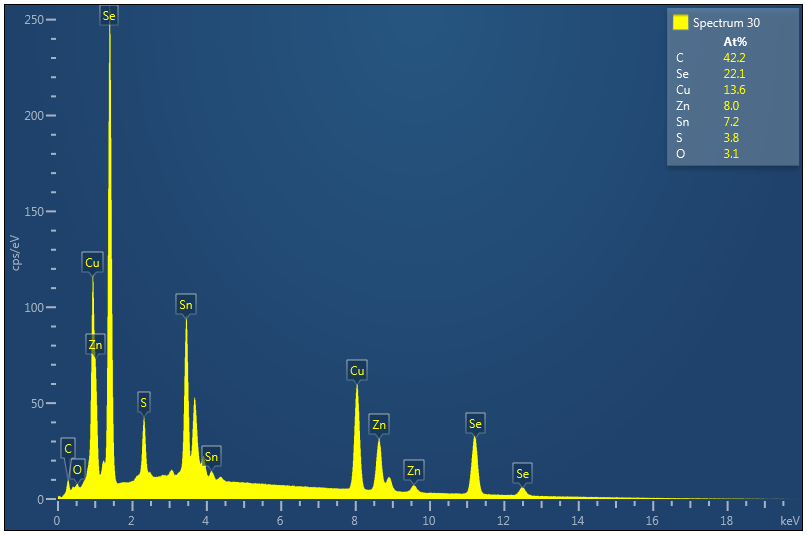 250
200
150
100
50
0
cps/eV
Se
Cu
Zn
C
O
S
Sn
Sn
Cu
Zn
Zn
Se
Se
0 2 4 6 8 10 12 14 16 18 keV
Spectrum 30
At%
C 42.2
Se 22.1
Cu 13.6
Zn 8.0
Sn 7.2
S 3.8
O 3.1